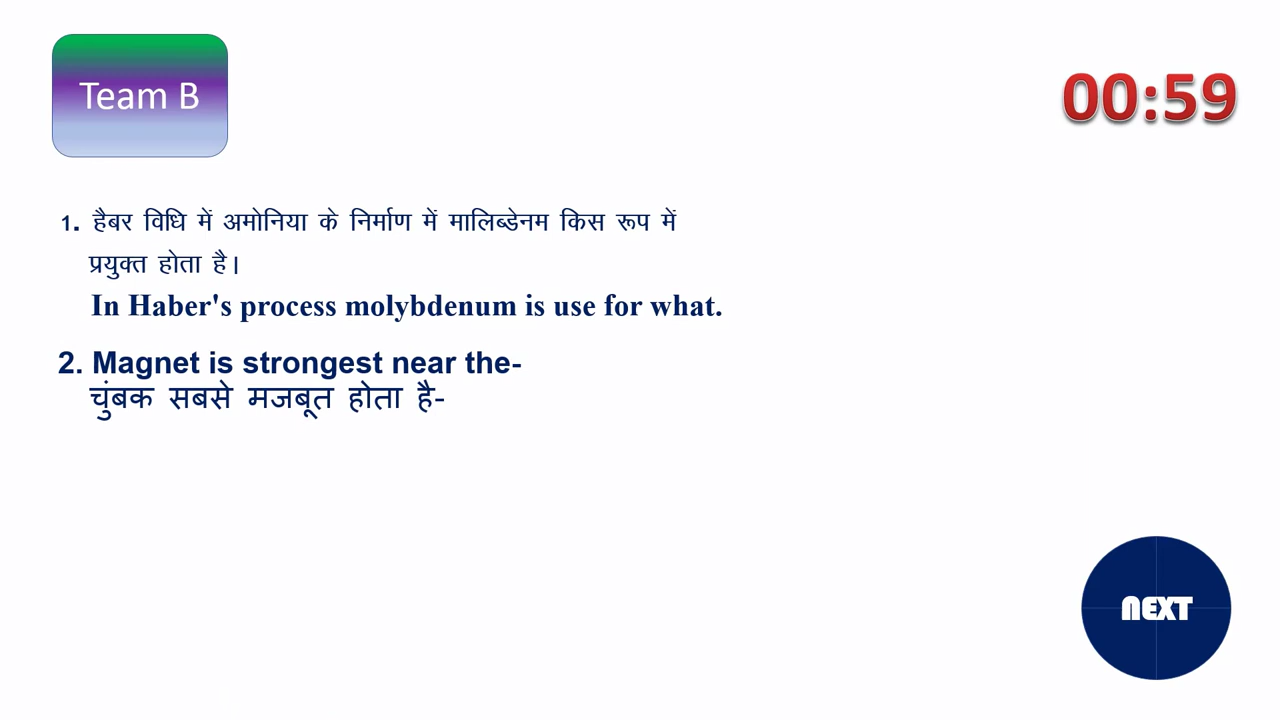 Team B
00:59
1. हैबर विधि में अमोनिया के निर्माण में मालिब्डेनम किस रूप में
प्रयुक्त होता है।
In Haber's process molybdenum is use for what.
2. Magnet is strongest near the-
चुंबक सबसे मजबूत होता है-
NEXT